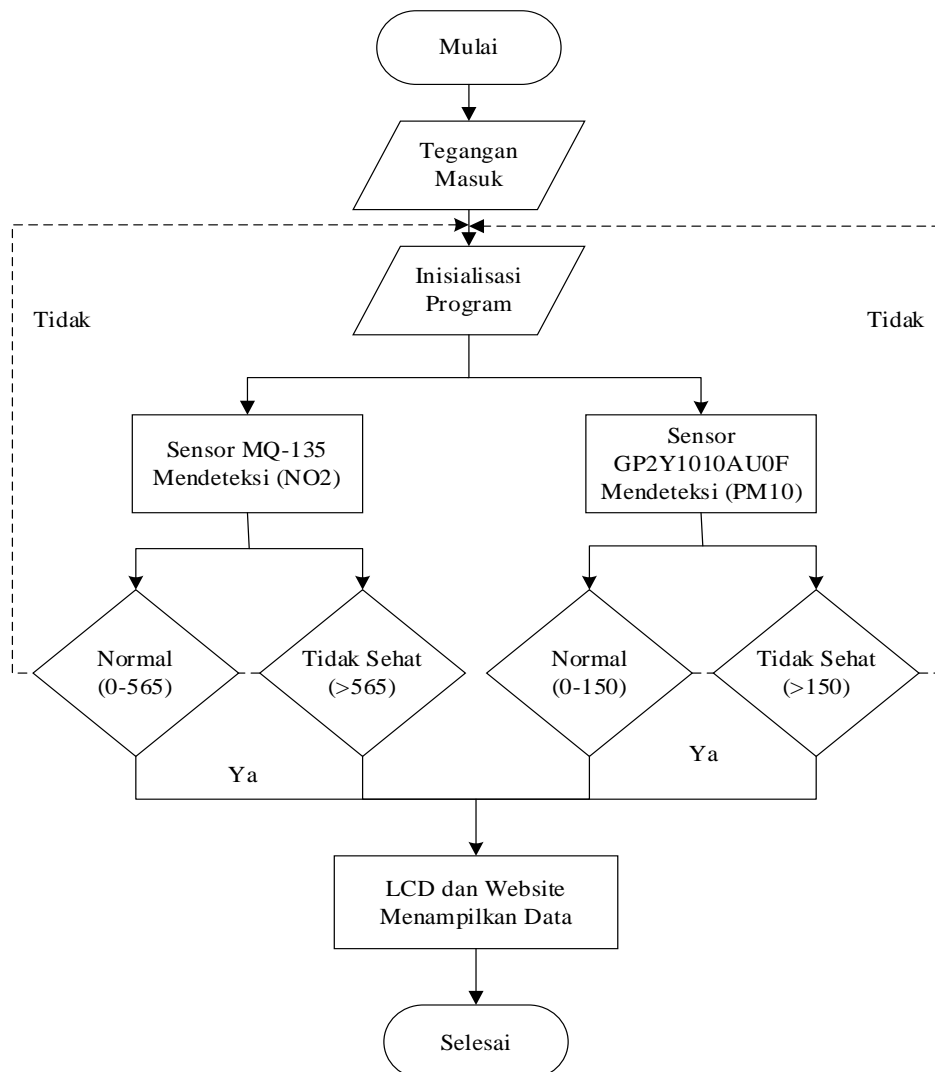 Mulai
Tegangan
Masuk
Inisialisasi
Program
Tidak
Tidak
Sensor MQ-135
Mendeteksi (NO2)
Sensor
GP2Y1010AU0F
Mendeteksi (PM10)
Normal
(0-565)
Tidak Sehat
(>565)
Normal
(0-150)
Tidak Sehat
(>150)
Ya
Ya
LCD dan Website
Menampilkan Data
Selesai